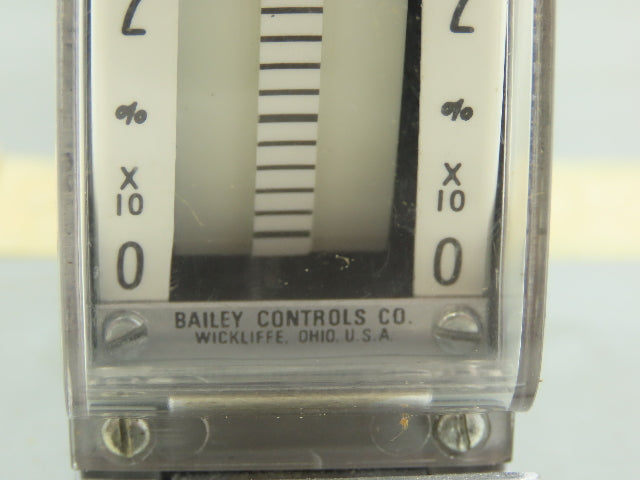 2 2
% %
X X
10 10
0 0
BAILEY CONTROLS CO.
WICKLIFFE, OHIO. U.S.A.